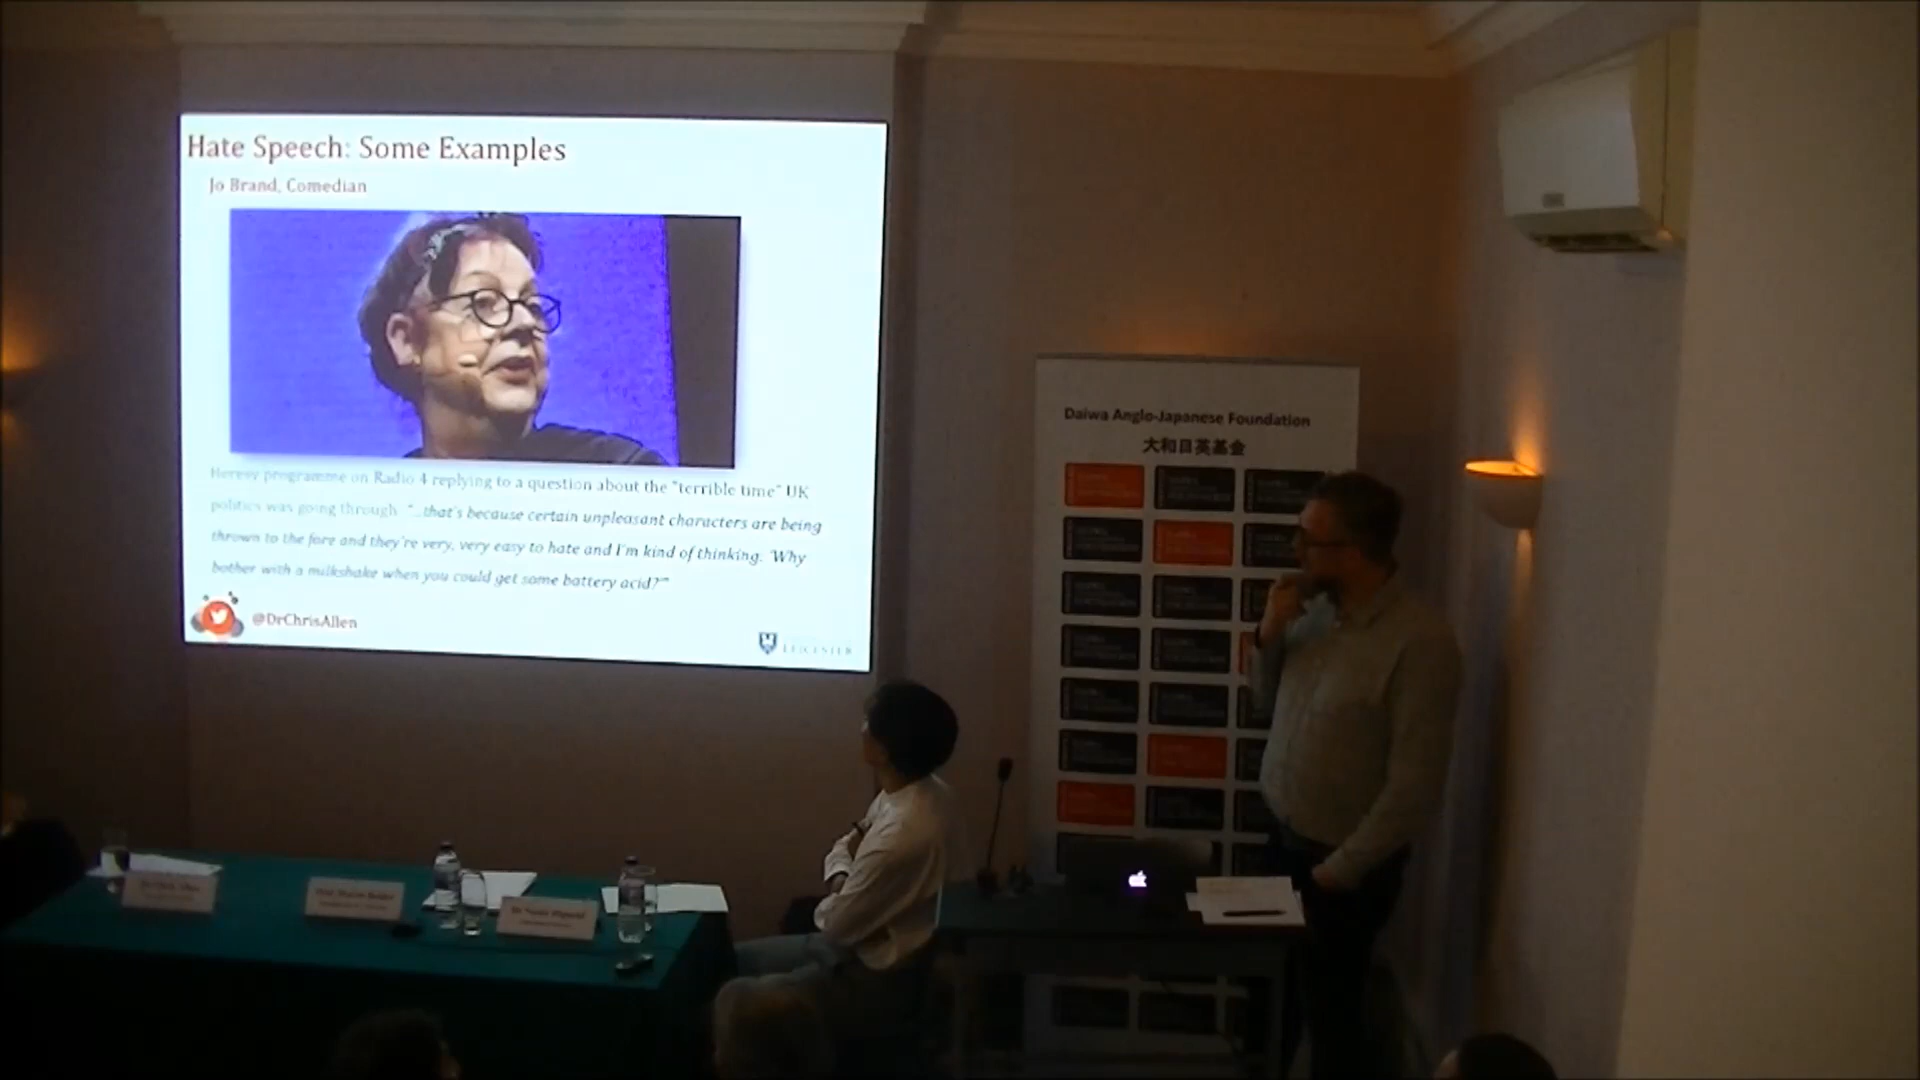 Hate Speech: Some Examples
Jo Brand, Comedian
Heresy programme on Radio 4 replying to a question about the "terrible time" UK
politics was going through "...that's because certain unpleasant characters are being
thrown to the fore and they're very, very easy to hate and I'm kind of thinking. 'Why
bother with a milkshake when you could get some battery acid?'"
@DrChrisAllen
LEICESTER
Daiwa Anglo-Japanese Foundation
大和日英基金